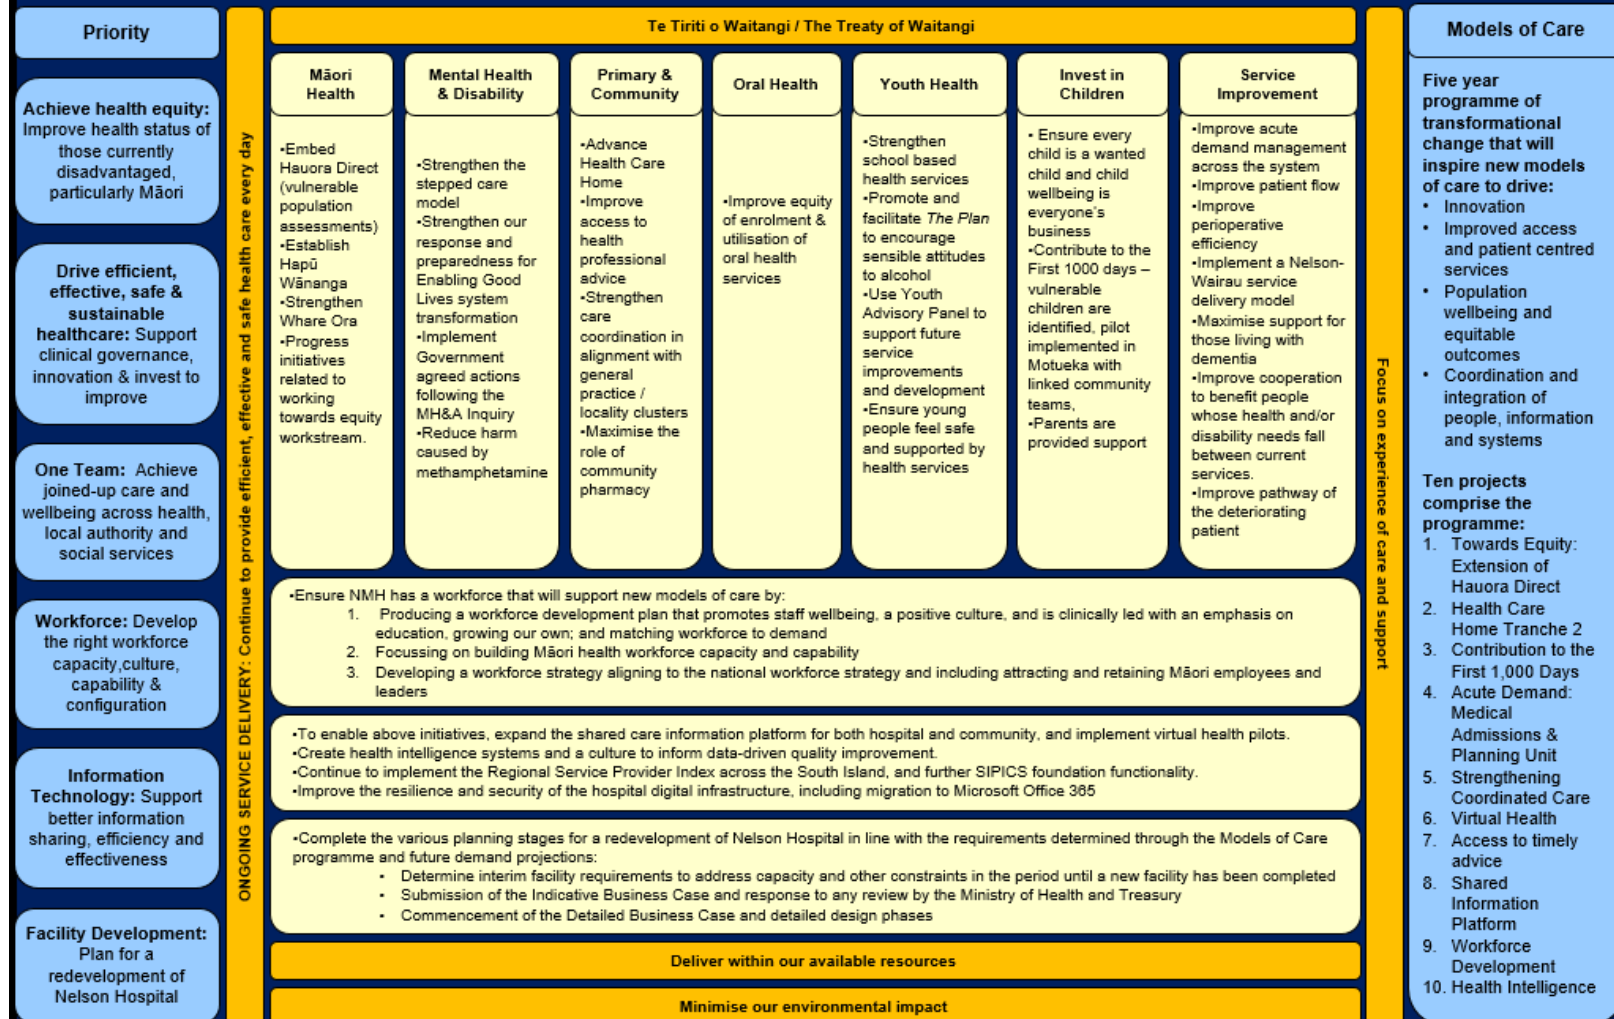 Priority
Achieve health equity:
Improve health status of
those currently
disadvantaged,
particularly Māori
Drive efficient,
effective, safe &
sustainable
healthcare: Support
clinical governance,
innovation & invest to
improve
One Team: Achieve
joined-up care and
wellbeing across health,
local authority and
social services
Workforce: Develop
the right workforce
capacity,culture,
capability &
configuration
Information
Technology: Support
better information
sharing, efficiency and
effectiveness
Facility Development:
Plan for a
redevelopment of
Nelson Hospital
ONGOING SERVICE DELIVERY: Continue to provide efficient, effective and safe health care every day
Te Tiriti o Waitangi / The Treaty of Waitangi
Māori
Health
•Embed
Hauora Direct
(vulnerable
population
assessments)
•Establish
Hapū
Wānanga
•Strengthen
Whare Ora
•Progress
initiatives
related to
working
towards equity
workstream.
Mental Health
& Disability
•Strengthen the
stepped care
model
•Strengthen our
response and
preparedness for
Enabling Good
Lives system
transformation
•Implement
Government
agreed actions
following the
MH&A Inquiry
•Reduce harm
caused by
methamphetamine
Primary &
Community
•Advance
Health Care
Home
•Improve
access to
health
professional
advice
•Strengthen
care
coordination in
alignment with
general
practice /
locality clusters
•Maximise the
role of
community
pharmacy
Oral Health
•Improve equity
of enrolment &
utilisation of
oral health
services
Youth Health
•Strengthen
school based
health services
•Promote and
facilitate The Plan
to encourage
sensible attitudes
to alcohol
•Use Youth
Advisory Panel to
support future
service
improvements
and development
•Ensure young
people feel safe
and supported by
health services
Invest in
Children
• Ensure every
child is a wanted
child and child
wellbeing is
everyone's
business
•Contribute to the
First 1000 days –
vulnerable
children are
identified, pilot
implemented in
Motueka with
linked community
teams,
•Parents are
provided support
Service
Improvement
•Improve acute
demand management
across the system
•Improve patient flow
•Improve
perioperative
efficiency
•Implement a Nelson-
Wairau service
delivery model
•Maximise support for
those living with
dementia
•Improve cooperation
to benefit people
whose health and/or
disability needs fall
between current
services.
•Improve pathway of
the deteriorating
patient
•Ensure NMH has a workforce that will support new models of care by:
1. Producing a workforce development plan that promotes staff wellbeing, a positive culture, and is clinically led with an emphasis on
education, growing our own; and matching workforce to demand
2. Focussing on building Māori health workforce capacity and capability
3. Developing a workforce strategy aligning to the national workforce strategy and including attracting and retaining Māori employees and
leaders
•To enable above initiatives, expand the shared care information platform for both hospital and community, and implement virtual health pilots.
•Create health intelligence systems and a culture to inform data-driven quality improvement.
•Continue to implement the Regional Service Provider Index across the South Island, and further SIPICS foundation functionality.
•Improve the resilience and security of the hospital digital infrastructure, including migration to Microsoft Office 365
•Complete the various planning stages for a redevelopment of Nelson Hospital in line with the requirements determined through the Models of Care
programme and future demand projections:
• Determine interim facility requirements to address capacity and other constraints in the period until a new facility has been completed
• Submission of the Indicative Business Case and response to any review by the Ministry of Health and Treasury
• Commencement of the Detailed Business Case and detailed design phases
Deliver within our available resources
Minimise our environmental impact
Focus on experience of care and support
Models of Care
Five year
programme of
transformational
change that will
inspire new models
of care to drive:
• Innovation
• Improved access
and patient centred
services
• Population
wellbeing and
equitable
outcomes
• Coordination and
integration of
people, information
and systems
Ten projects
comprise the
programme:
1. Towards Equity:
Extension of
Hauora Direct
2. Health Care
Home Tranche 2
3. Contribution to the
First 1,000 Days
4. Acute Demand:
Medical
Admissions &
Planning Unit
5. Strengthening
Coordinated Care
6. Virtual Health
7. Access to timely
advice
8. Shared
Information
Platform
9. Workforce
Development
10. Health Intelligence